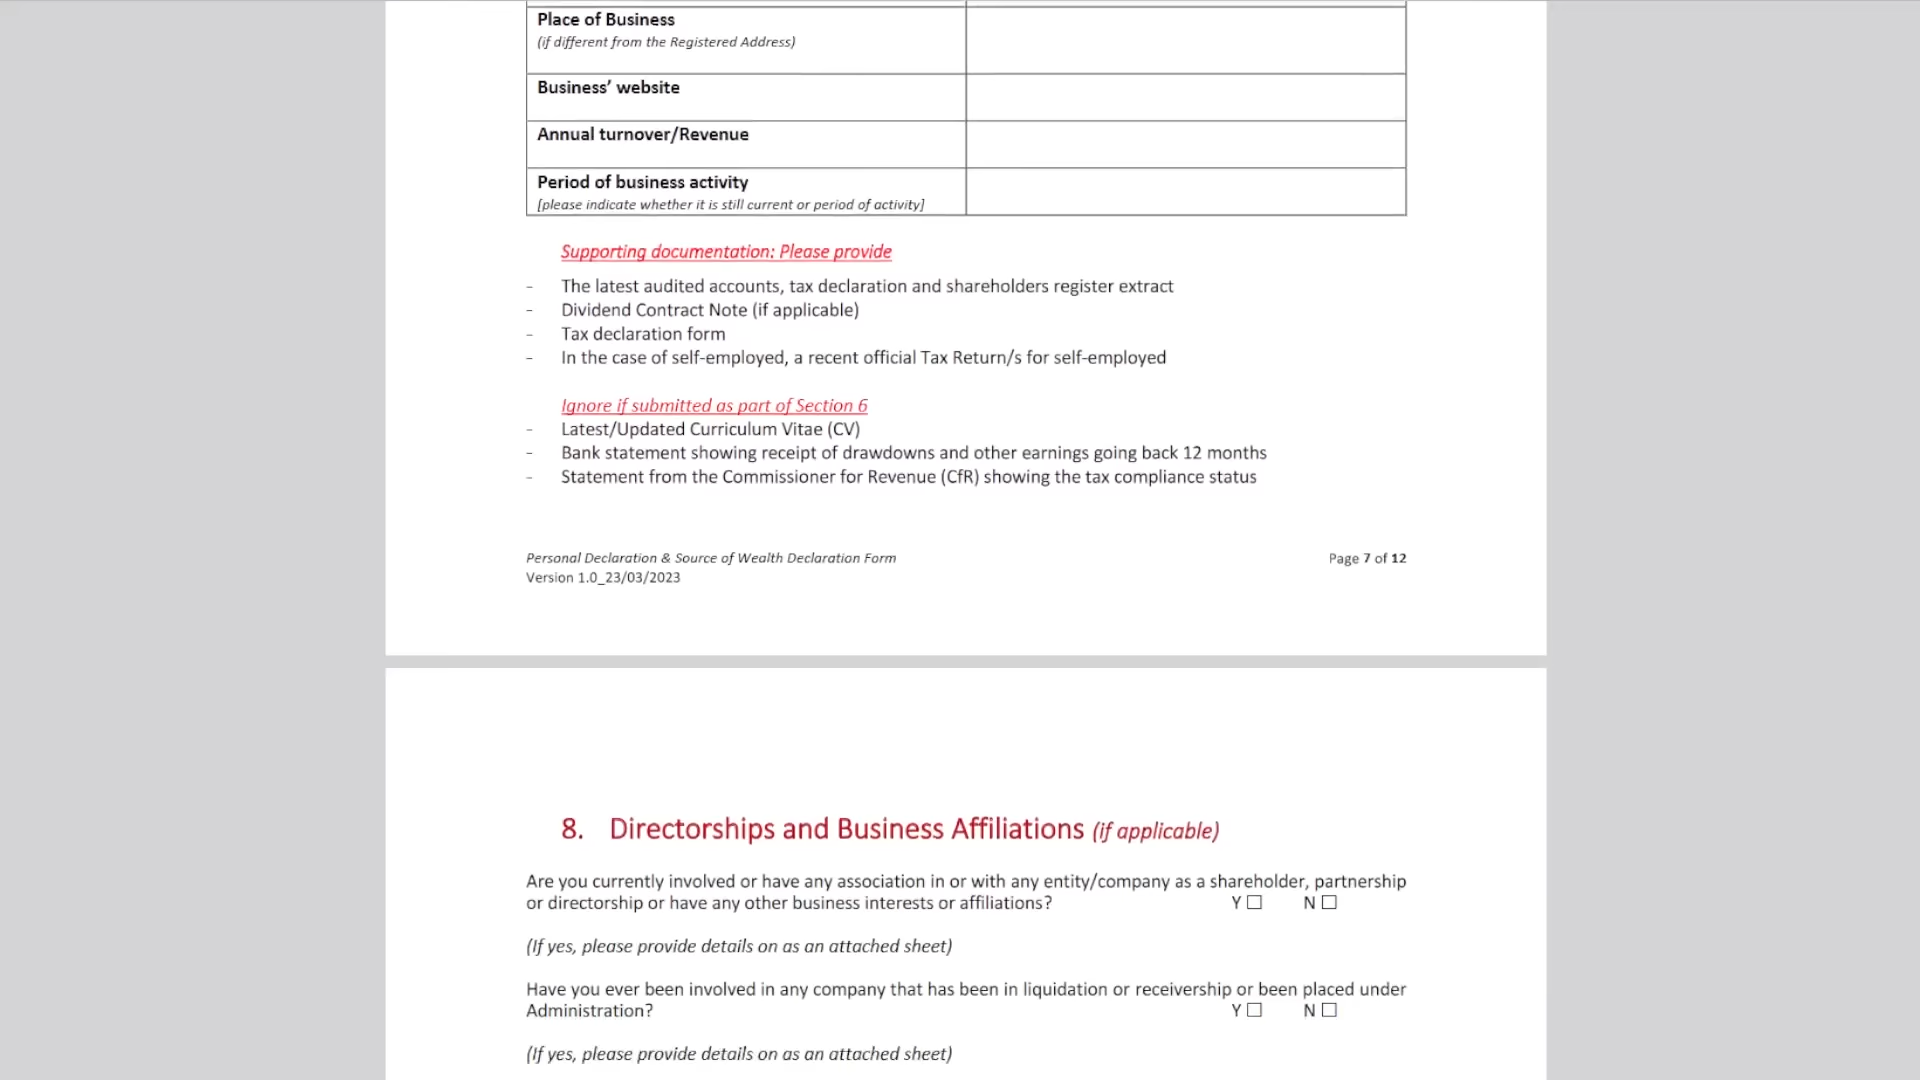 Place of Business
(if different from the Registered Address)
Business’ website
Annual turnover/Revenue
Period of business activity
[please indicate whether it is still current or period of activity]
Supporting documentation: Please provide
- The latest audited accounts, tax declaration and shareholders register extract
- Dividend Contract Note (if applicable)
- Tax declaration form
- In the case of self-employed, a recent official Tax Return/s for self-employed
Ignore if submitted as part of Section 6
- Latest/Updated Curriculum Vitae (CV)
- Bank statement showing receipt of drawdowns and other earnings going back 12 months
- Statement from the Commissioner for Revenue (CfR) showing the tax compliance status
Personal Declaration & Source of Wealth Declaration Form Page 7 of 12
Version 1.0_23/03/2023
8. Directorships and Business Affiliations (if applicable)
Are you currently involved or have any association in or with any entity/company as a shareholder, partnership
or directorship or have any other business interests or affiliations? Y☐ N☐
(If yes, please provide details on as an attached sheet)
Have you ever been involved in any company that has been in liquidation or receivership or been placed under
Administration? Y☐ N☐
(If yes, please provide details on as an attached sheet)